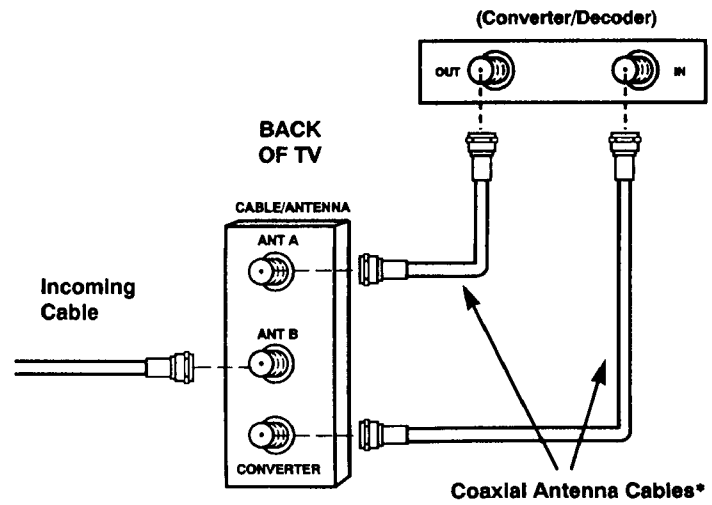 (Converter/Decoder)
OUT
IN
BACK
OF TV
CABLE/ANTENNA
ANT A
Incoming
Cable
ANT B
CONVERTER
Coaxial Antenna Cables*